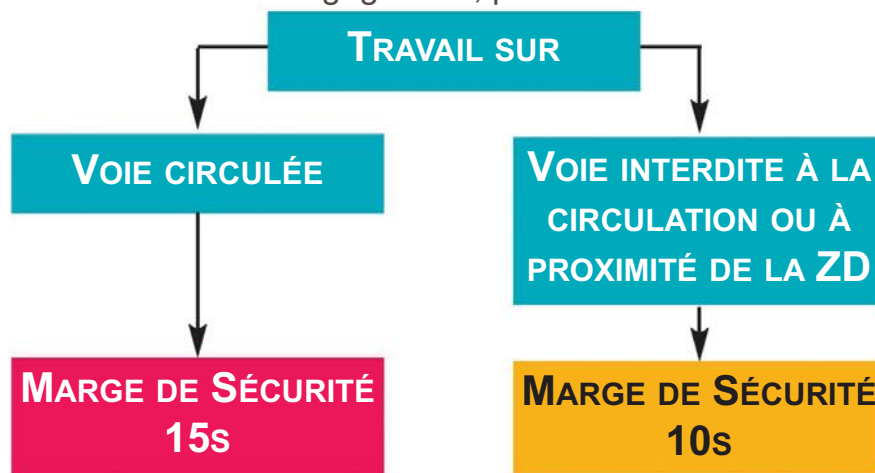 TRAVAIL SUR
VOIE CIRCULÉE
VOIE INTERDITE À LA
CIRCULATION OU À
PROXIMITÉ DE LA ZD
MARGE DE SÉCURITÉ
15S
MARGE DE SÉCURITÉ
10S